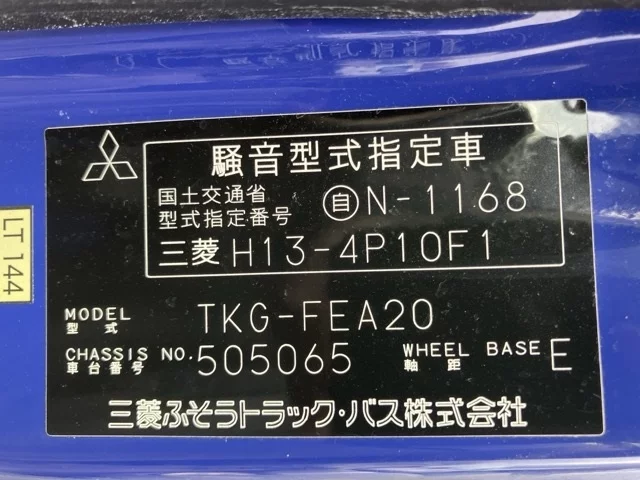 騒音型式指定車
国土交通省
型式指定番号 自 N-1168
三菱 H13-4P10F1
MODEL
型式 TKG-FEA20
CHASSIS NO.
車台番号 505065
WHEEL BASE
軸距 E
三菱ふそうトラック・バス株式会社
LT 144